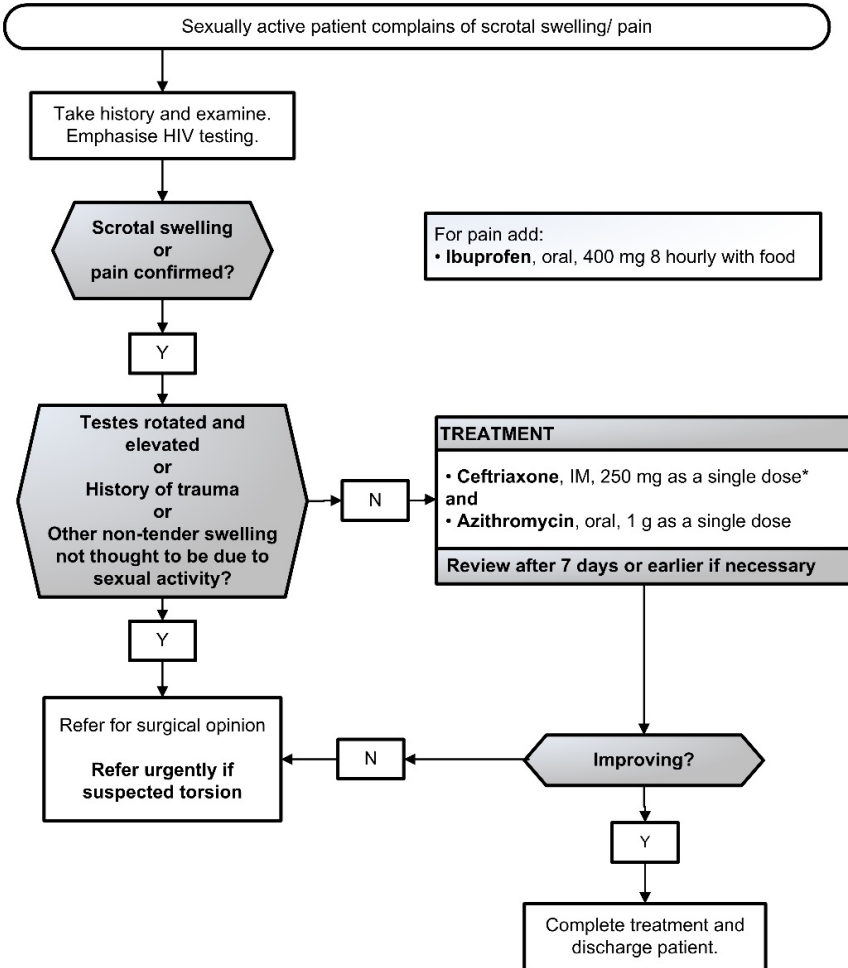 Sexually active patient complains of scrotal swelling/ pain
Take history and examine.
Emphasise HIV testing.
Scrotal swelling
or
pain confirmed?
For pain add:
• Ibuprofen, oral, 400 mg 8 hourly with food
Y
Testes rotated and
elevated
or
History of trauma
or
Other non-tender swelling
not thought to be due to
sexual activity?
N
TREATMENT
• Ceftriaxone, IM, 250 mg as a single dose*
and
• Azithromycin, oral, 1 g as a single dose
Review after 7 days or earlier if necessary
Y
Refer for surgical opinion
Refer urgently if
suspected torsion
N
Improving?
Y
Complete treatment and
discharge patient.